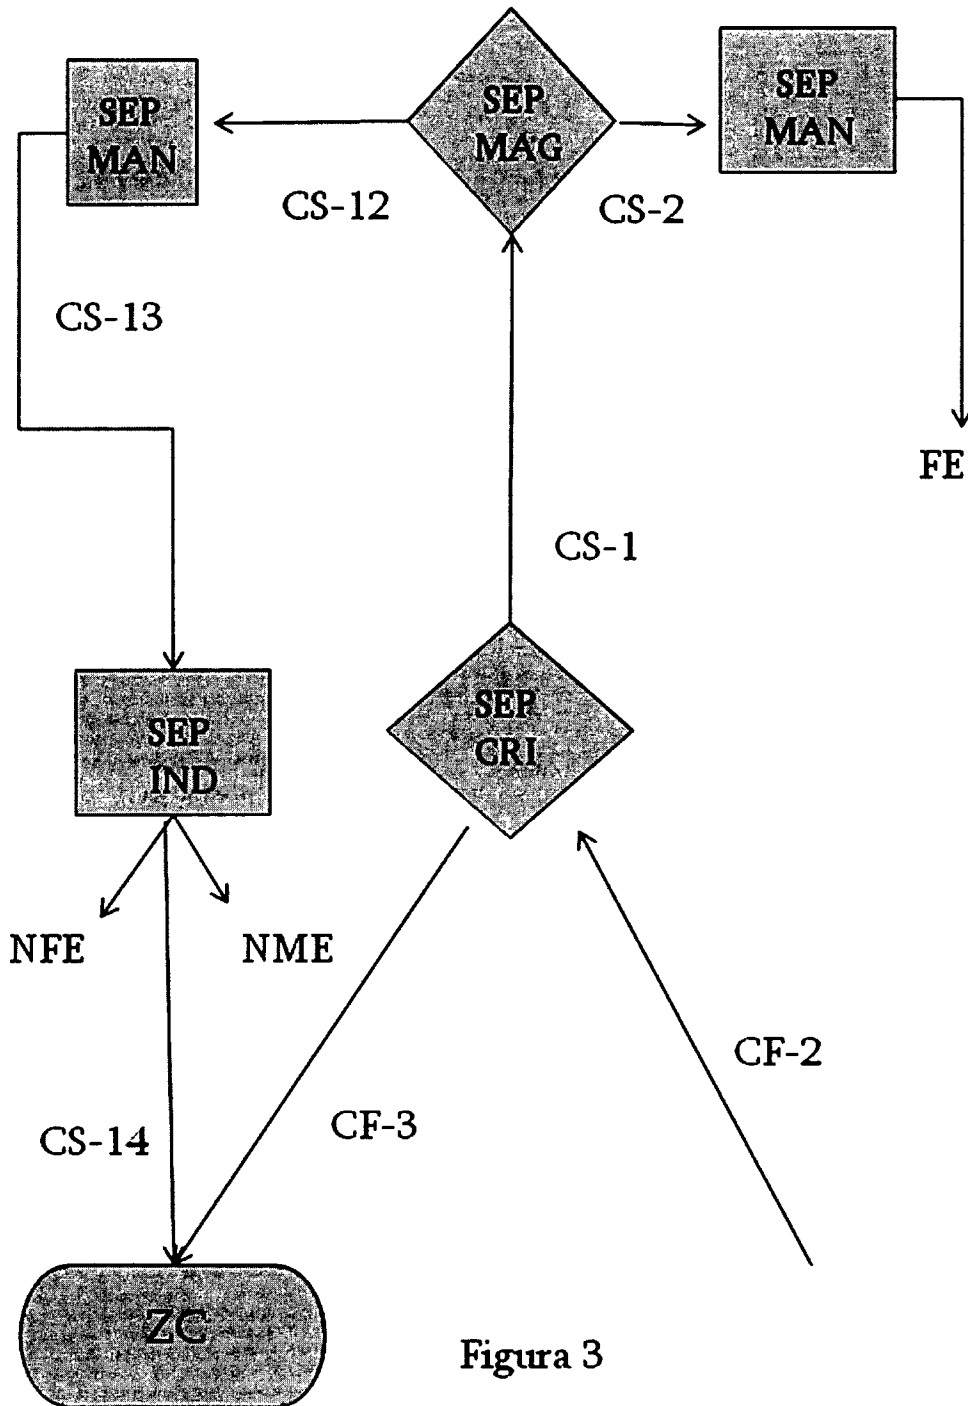 SEP
MAN
SEP
MAG
SEP
MAN
CS-12
CS-2
CS-13
FE
CS-1
SEP
IND
SEP
GRI
NFE
NME
CF-2
CF-3
CS-14
ZC
Figura 3